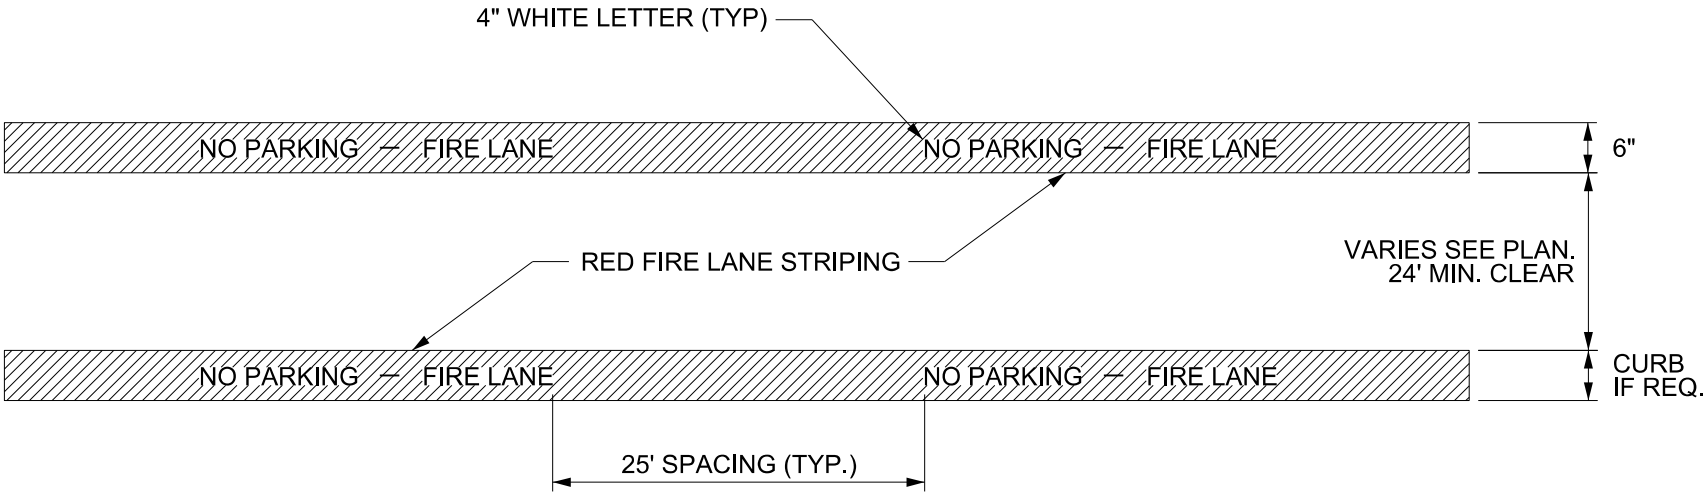 4" WHITE LETTER (TYP)
NO PARKING — FIRE LANE
NO PARKING — FIRE LANE
6"
RED FIRE LANE STRIPING
VARIES SEE PLAN.
24' MIN. CLEAR
NO PARKING — FIRE LANE
NO PARKING — FIRE LANE
CURB
IF REQ.
25' SPACING (TYP.)